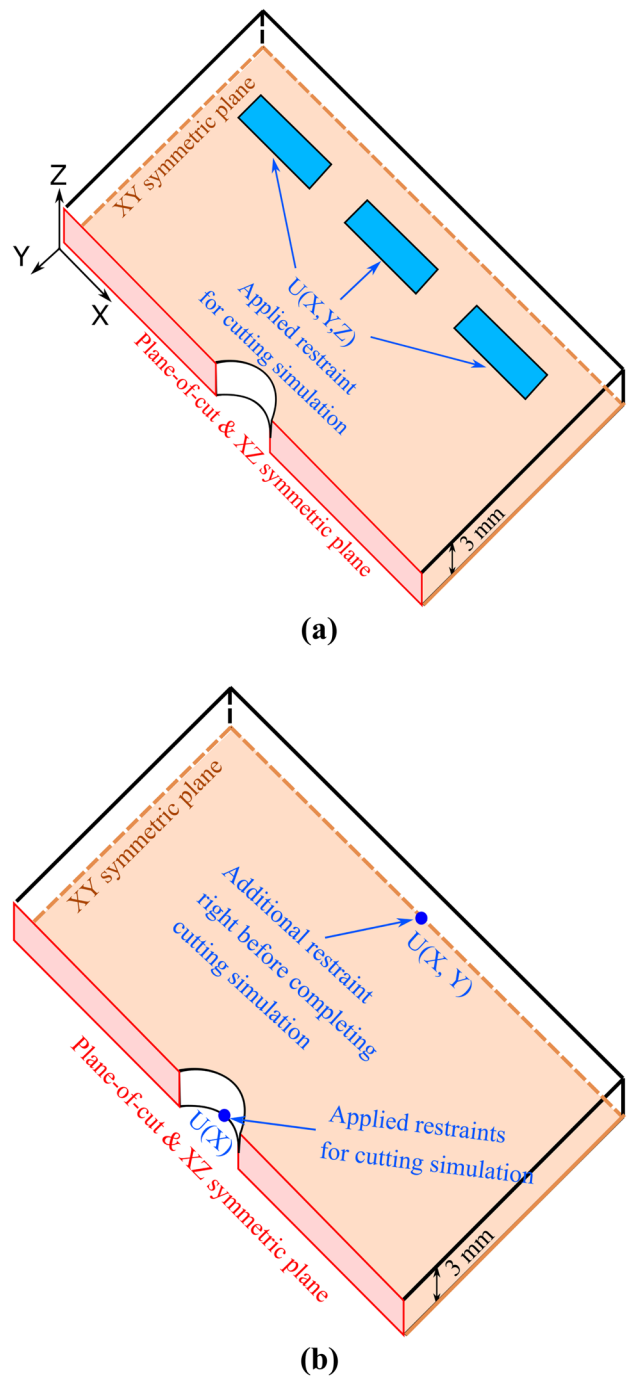 XY symmetric plane
Z
Y
X
U(X,Y,Z)
Applied restraint
for cutting simulation
Plane-of-cut & XZ symmetric plane
3 mm
(a)
XY symmetric plane
Additional restraint
right before completing
cutting simulation
U(X, Y)
U(X)
Applied restraints
for cutting simulation
Plane-of-cut & XZ symmetric plane
3 mm
(b)